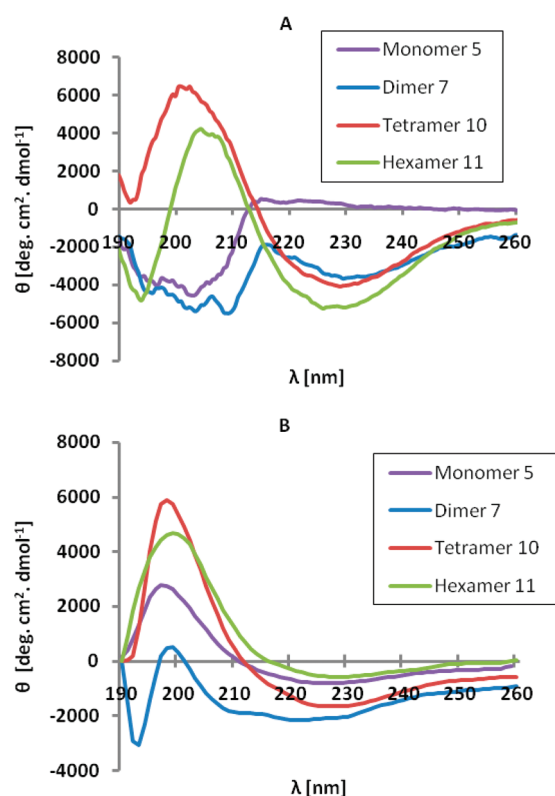 A
Monomer 5
Dimer 7
Tetramer 10
Hexamer 11
8000
6000
4000
2000
0
-2000
-4000
-6000
-8000
190 200 210 220 230 240 250 260
θ [deg. cm². dmol⁻¹]
λ [nm]
B
Monomer 5
Dimer 7
Tetramer 10
Hexamer 11
8000
6000
4000
2000
0
-2000
-4000
190 200 210 220 230 240 250 260
θ [deg. cm². dmol⁻¹]
λ [nm]